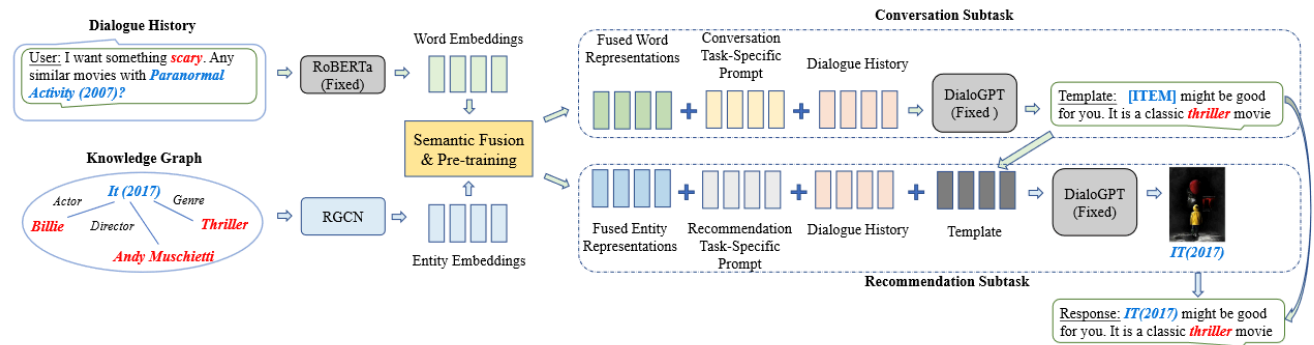 Dialogue History
User: I want something scary. Any
similar movies with Paranormal
Activity (2007)?
RoBERTa
(Fixed)
Word Embeddings
Knowledge Graph
It (2017)
Actor
Genre
Billie
Director
Thriller
Andy Muschietti
RGCN
Entity Embeddings
Semantic Fusion
& Pre-training
Conversation Subtask
Fused Word
Representations
Conversation
Task-Specific
Prompt
Dialogue History
+
+
DialoGPT
(Fixed )
Template: [ITEM] might be good
for you. It is a classic thriller movie
+
+
+
Fused Entity
Representations
Recommendation
Task-Specific
Prompt
Dialogue History
Template
DialoGPT
(Fixed)
IT(2017)
Recommendation Subtask
Response: IT(2017) might be good
for you. It is a classic thriller movie